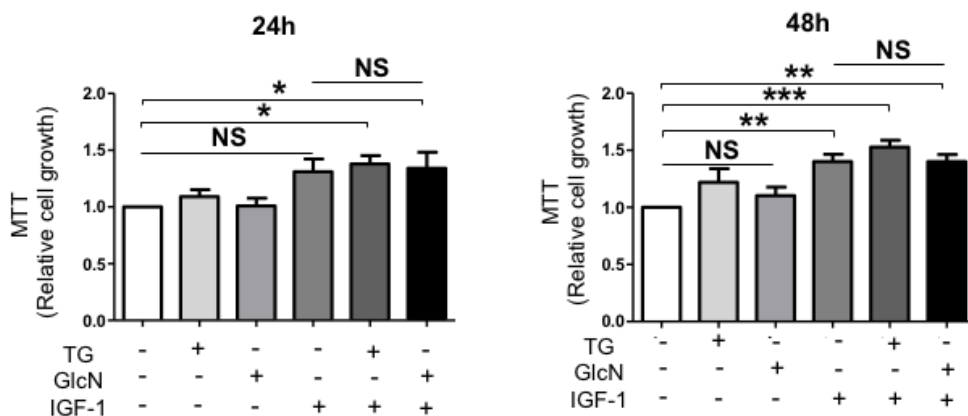 24h
NS
*
*
NS
2.0
1.5
1.0
0.5
0.0
MTT
(Relative cell growth)
TG - + - - + -
GlcN - - + - - +
IGF-1 - - - + + +
48h
NS
**
***
**
NS
2.0
1.5
1.0
0.5
0.0
MTT
(Relative cell growth)
TG - + - - + -
GlcN - - + - - +
IGF-1 - - - + + +